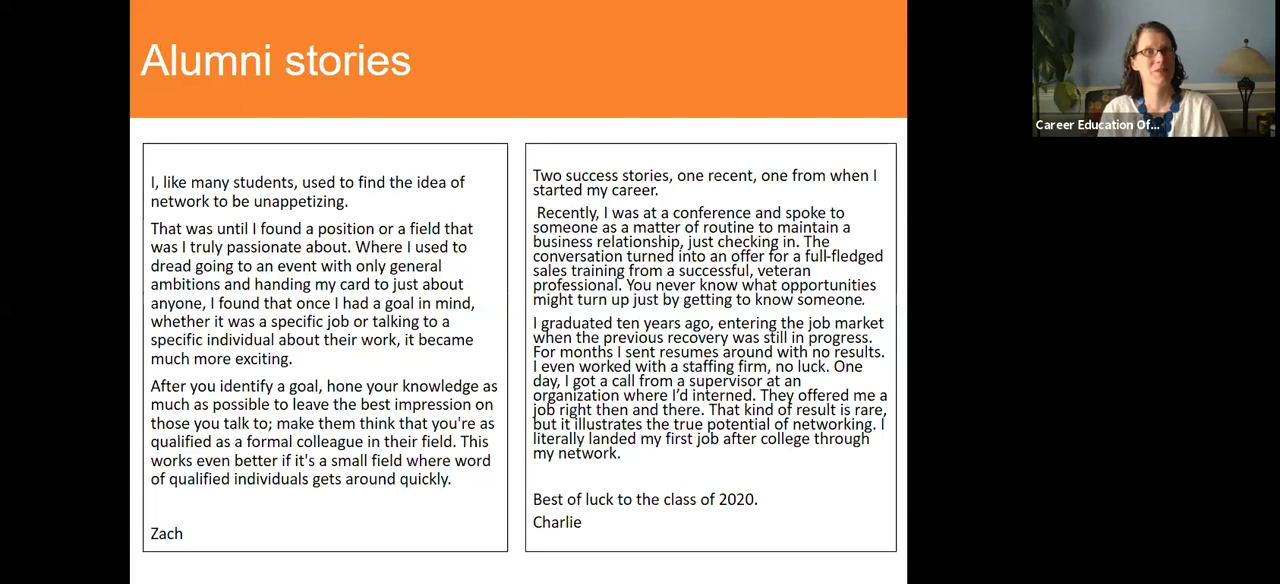 Alumni stories
Career Education Of...
I, like many students, used to find the idea of
network to be unappetizing.
That was until I found a position or a field that
was I truly passionate about. Where I used to
dread going to an event with only general
ambitions and handing my card to just about
anyone, I found that once I had a goal in mind,
whether it was a specific job or talking to a
specific individual about their work, it became
much more exciting.
After you identify a goal, hone your knowledge as
much as possible to leave the best impression on
those you talk to; make them think that you're as
qualified as a formal colleague in their field. This
works even better if it's a small field where word
of qualified individuals gets around quickly.
Zach
Two success stories, one recent, one from when I
started my career.
Recently, I was at a conference and spoke to
someone as a matter of routine to maintain a
business relationship, just checking in. The
conversation turned into an offer for a full-fledged
sales training from a successful, veteran
professional. You never know what opportunities
might turn up just by getting to know someone.
I graduated ten years ago, entering the job market
when the previous recovery was still in progress.
For months I sent resumes around with no results.
I even worked with a staffing firm, no luck. One
day, I got a call from a supervisor at an
organization where I’d interned. They offered me a
job right then and there. That kind of result is rare,
but it illustrates the true potential of networking. I
literally landed my first job after college through
my network.
Best of luck to the class of 2020.
Charlie